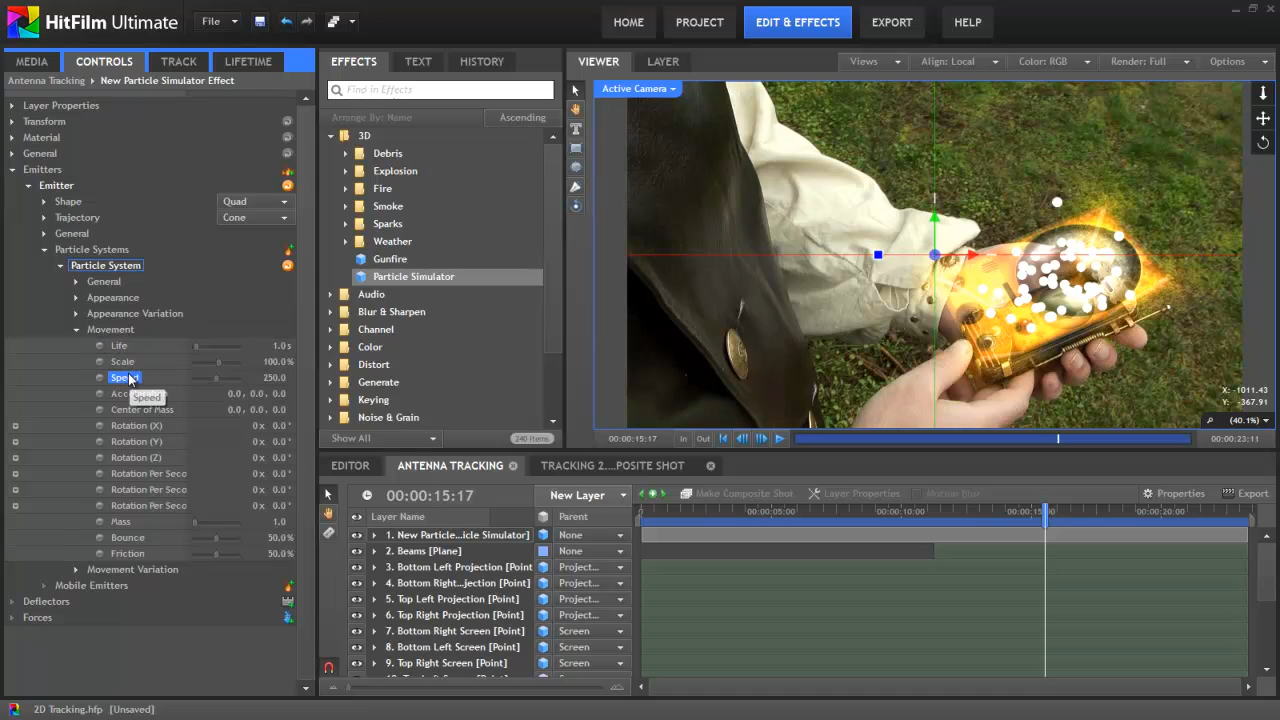 HitFilm Ultimate
File
HOME
PROJECT
EDIT & EFFECTS
EXPORT
HELP
MEDIA
CONTROLS
TRACK
LIFETIME
Antenna Tracking > New Particle Simulator Effect
Layer Properties
Transform
Material
General
Emitters
Emitter
Shape Quad
Trajectory Cone
General
Particle Systems
Particle System
General
Appearance
Appearance Variation
Movement
Life 1.0 s
Scale 100.0%
Speed 250.0
0.0, 0.0, 0.0
Speed
Center of Mass 0.0, 0.0, 0.0
Rotation (X) 0 x 0.0 °
Rotation (Y) 0 x 0.0 °
Rotation (Z) 0 x 0.0 °
Rotation Per Seco 0 x 0.0 °
Rotation Per Seco 0 x 0.0 °
Rotation Per Seco 0 x 0.0 °
Mass 1.0
Bounce 50.0%
Friction 50.0%
Movement Variation
Mobile Emitters
Deflectors
Forces
EFFECTS
TEXT
HISTORY
Find in Effects
Arrange By: Name
Ascending
3D
Debris
Explosion
Fire
Smoke
Sparks
Weather
Gunfire
Particle Simulator
Audio
Blur & Sharpen
Channel
Color
Distort
Generate
Keying
Noise & Grain
Show All
240 Items
VIEWER
LAYER
Views
Align: Local
Color: RGB
Render: Full
Options
Active Camera
X: -1011.43
Y: -367.91
(40.1%)
00:00:15:17
In
Out
00:00:23:11
EDITOR
ANTENNA TRACKING
TRACKING 2....POSITE SHOT
00:00:15:17
New Layer
Make Composite Shot
Layer Properties
Motion Blur
Properties
Export
Layer Name
Parent
00:00:05:00
00:00:10:00
00:00:15:00
00:00:20:00
1. New Particle...icle Simulator] None
2. Beams [Plane] None
3. Bottom Left Projection [Point Project...
4. Bottom Right...jection [Point] Project...
5. Top Left Projection [Point] Project...
6. Top Right Projection [Point] Project...
7. Bottom Right Screen [Point] Screen
8. Bottom Left Screen [Point] Screen
9. Top Right Screen [Point] Screen
2D Tracking.hfp [Unsaved]